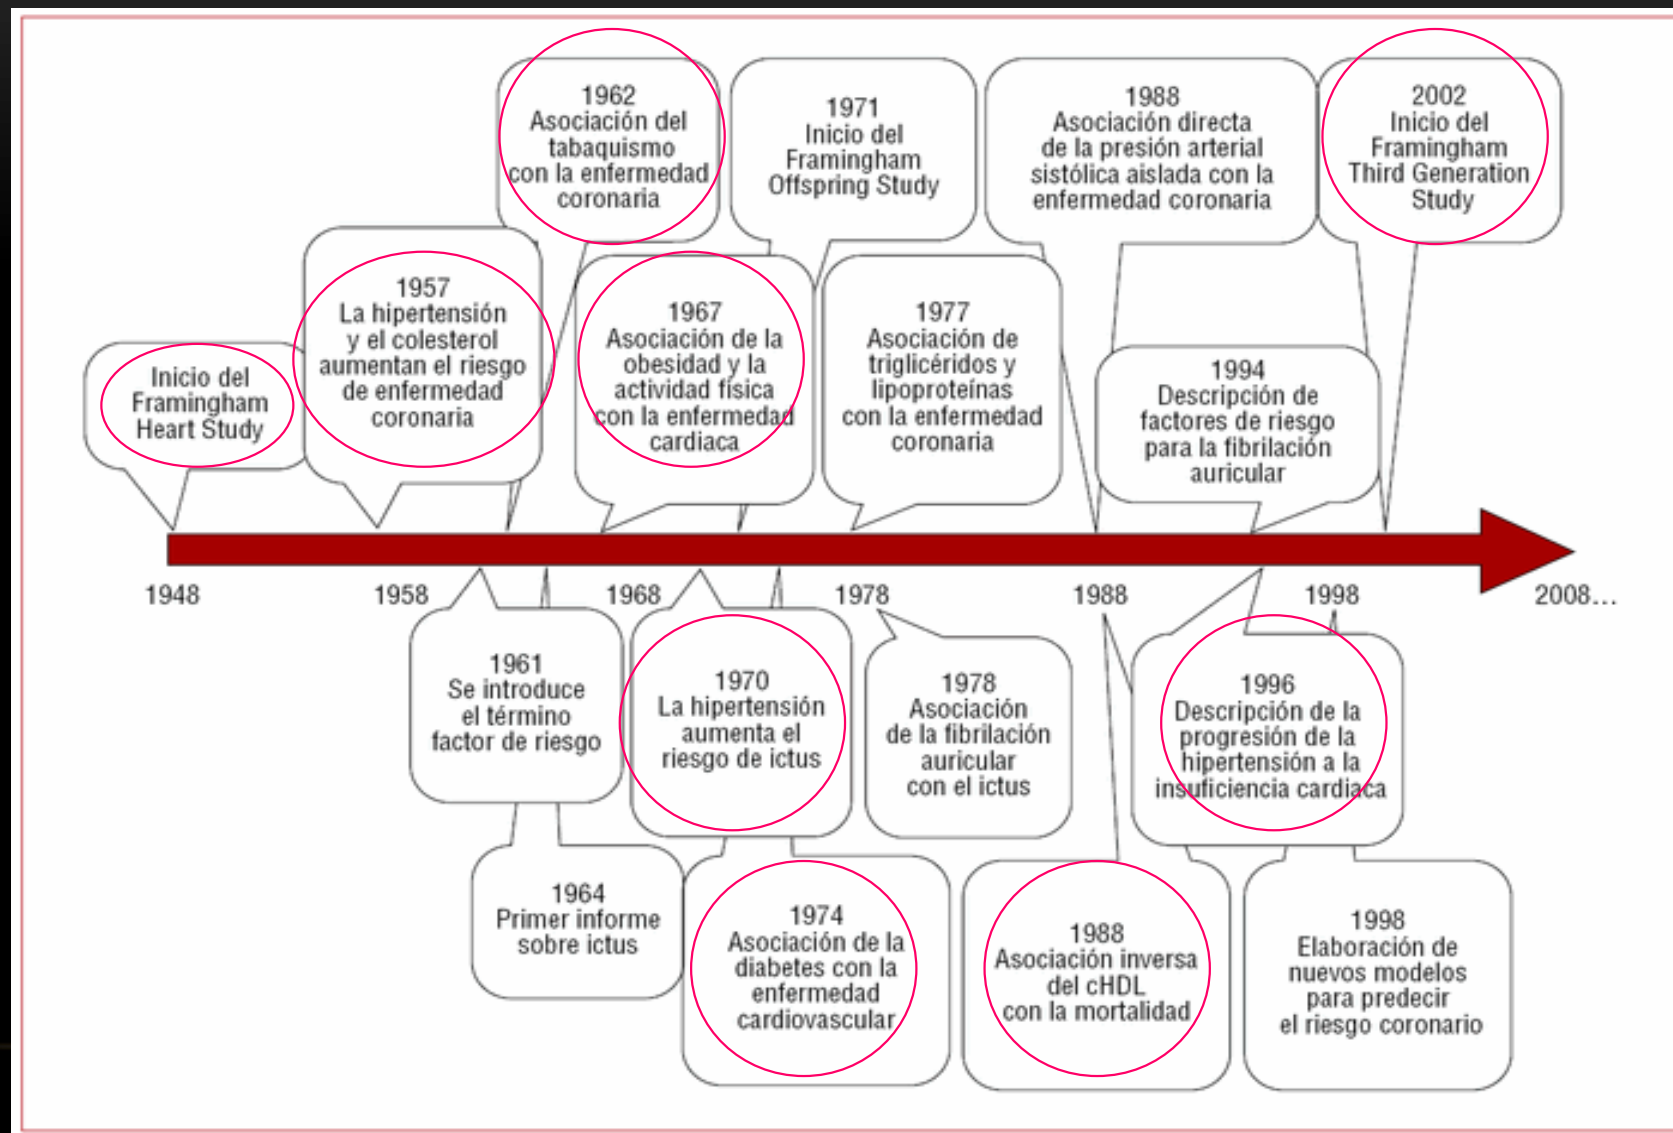 1962
Asociación del
tabaquismo
con la enfermedad
coronaria
1971
Inicio del
Framingham
Offspring Study
1988
Asociación directa
de la presión arterial
sistólica aislada con la
enfermedad coronaria
2002
Inicio del
Framingham
Third Generation
Study
Inicio del
Framingham
Heart Study
1957
La hipertensión
y el colesterol
aumentan el riesgo
de enfermedad
coronaria
1967
Asociación de la
obesidad y la
actividad física
con la enfermedad
cardiaca
1977
Asociación de
triglicéridos y
lipoproteínas
con la enfermedad
coronaria
1994
Descripción de
factores de riesgo
para la fibrilación
auricular
1948 1958 1968 1978 1988 1998 2008...
1961
Se introduce
el término
factor de riesgo
1970
La hipertensión
aumenta el
riesgo de ictus
1978
Asociación
de la fibrilación
auricular
con el ictus
1996
Descripción de la
progresión de la
hipertensión a la
insuficiencia cardiaca
1964
Primer informe
sobre ictus
1974
Asociación de la
diabetes con la
enfermedad
cardiovascular
1988
Asociación inversa
del cHDL
con la mortalidad
1998
Elaboración de
nuevos modelos
para predecir
el riesgo coronario